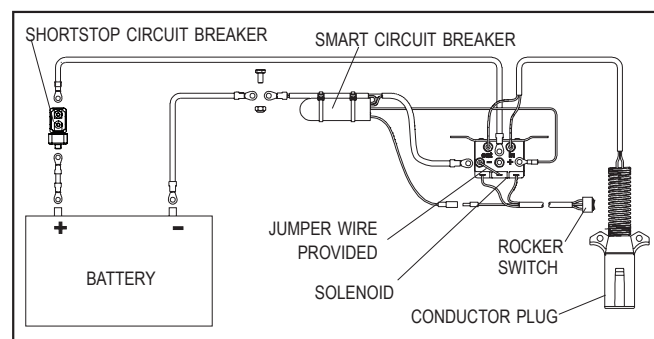 SHORTSTOP CIRCUIT BREAKER
SMART CIRCUIT BREAKER
+
-
BATTERY
-
+
JUMPER WIRE
PROVIDED
SOLENOID
ROCKER
SWITCH
CONDUCTOR PLUG